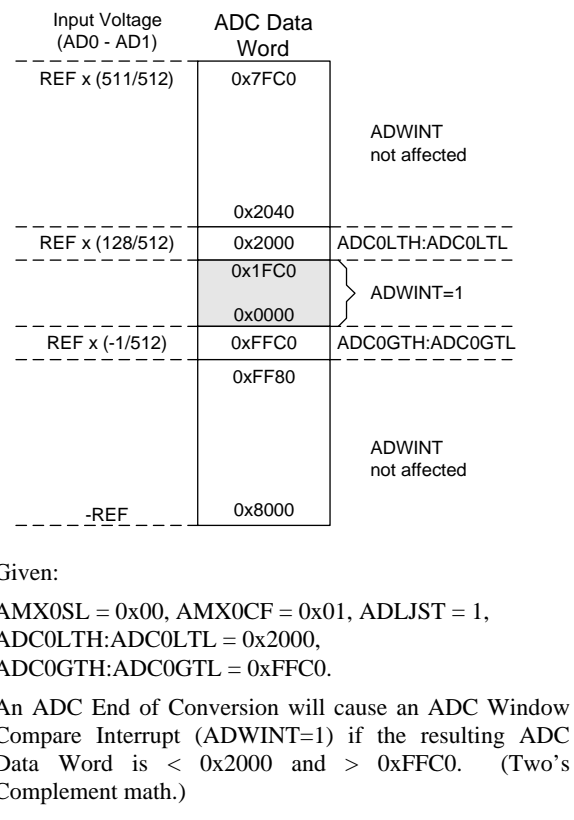 Input Voltage
(AD0 - AD1)
ADC Data
Word
REF x (511/512)
0x7FC0
ADWINT
not affected
0x2040
REF x (128/512)
0x2000
ADC0LTH:ADC0LTL
0x1FC0
ADWINT=1
0x0000
REF x (-1/512)
0xFFC0
ADC0GTH:ADC0GTL
0xFF80
ADWINT
not affected
-REF
0x8000
Given:
AMX0SL = 0x00, AMX0CF = 0x01, ADLJST = 1,
ADC0LTH:ADC0LTL = 0x2000,
ADC0GTH:ADC0GTL = 0xFFC0.
An ADC End of Conversion will cause an ADC Window
Compare Interrupt (ADWINT=1) if the resulting ADC
Data Word is < 0x2000 and > 0xFFC0. (Two's
Complement math.)